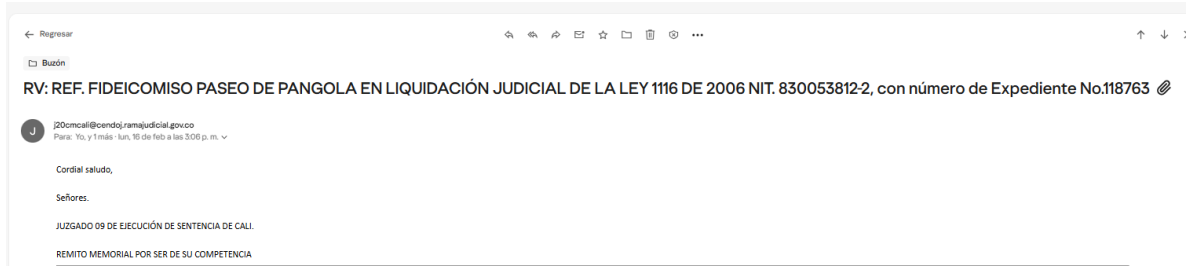 ← Regresar
Buzón
RV: REF. FIDEICOMISO PASEO DE PANGOLA EN LIQUIDACIÓN JUDICIAL DE LA LEY 1116 DE 2006 NIT. 830053812-2, con número de Expediente No.118763
J
j20cmcali@cendoj.ramajudicial.gov.co
Para: Yo, y 1 más · lun, 16 de feb a las 3:06 p. m.
Cordial saludo,
Señores.
JUZGADO 09 DE EJECUCIÓN DE SENTENCIA DE CALI.
REMITO MEMORIAL POR SER DE SU COMPETENCIA